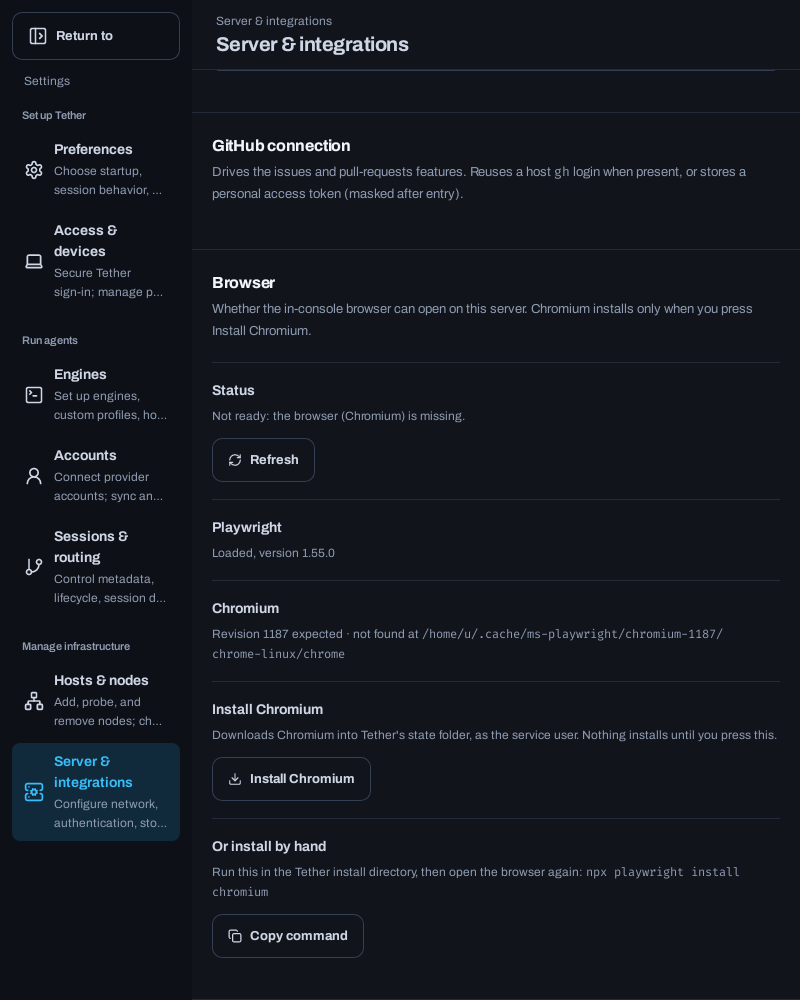 Return to
Settings
Set up Tether
Preferences
Choose startup,
session behavior, ...
Access &
devices
Secure Tether
sign-in; manage p...
Run agents
Engines
Set up engines,
custom profiles, ho...
Accounts
Connect provider
accounts; sync an...
Sessions &
routing
Control metadata,
lifecycle, session d...
Manage infrastructure
Hosts & nodes
Add, probe, and
remove nodes; ch...
Server &
integrations
Configure network,
authentication, sto...
Server & integrations
Server & integrations
GitHub connection
Drives the issues and pull-requests features. Reuses a host gh login when present, or stores a
personal access token (masked after entry).
Browser
Whether the in-console browser can open on this server. Chromium installs only when you press
Install Chromium.
Status
Not ready: the browser (Chromium) is missing.
Refresh
Playwright
Loaded, version 1.55.0
Chromium
Revision 1187 expected · not found at /home/u/.cache/ms-playwright/chromium-1187/
chrome-linux/chrome
Install Chromium
Downloads Chromium into Tether's state folder, as the service user. Nothing installs until you press this.
Install Chromium
Or install by hand
Run this in the Tether install directory, then open the browser again: npx playwright install
chromium
Copy command